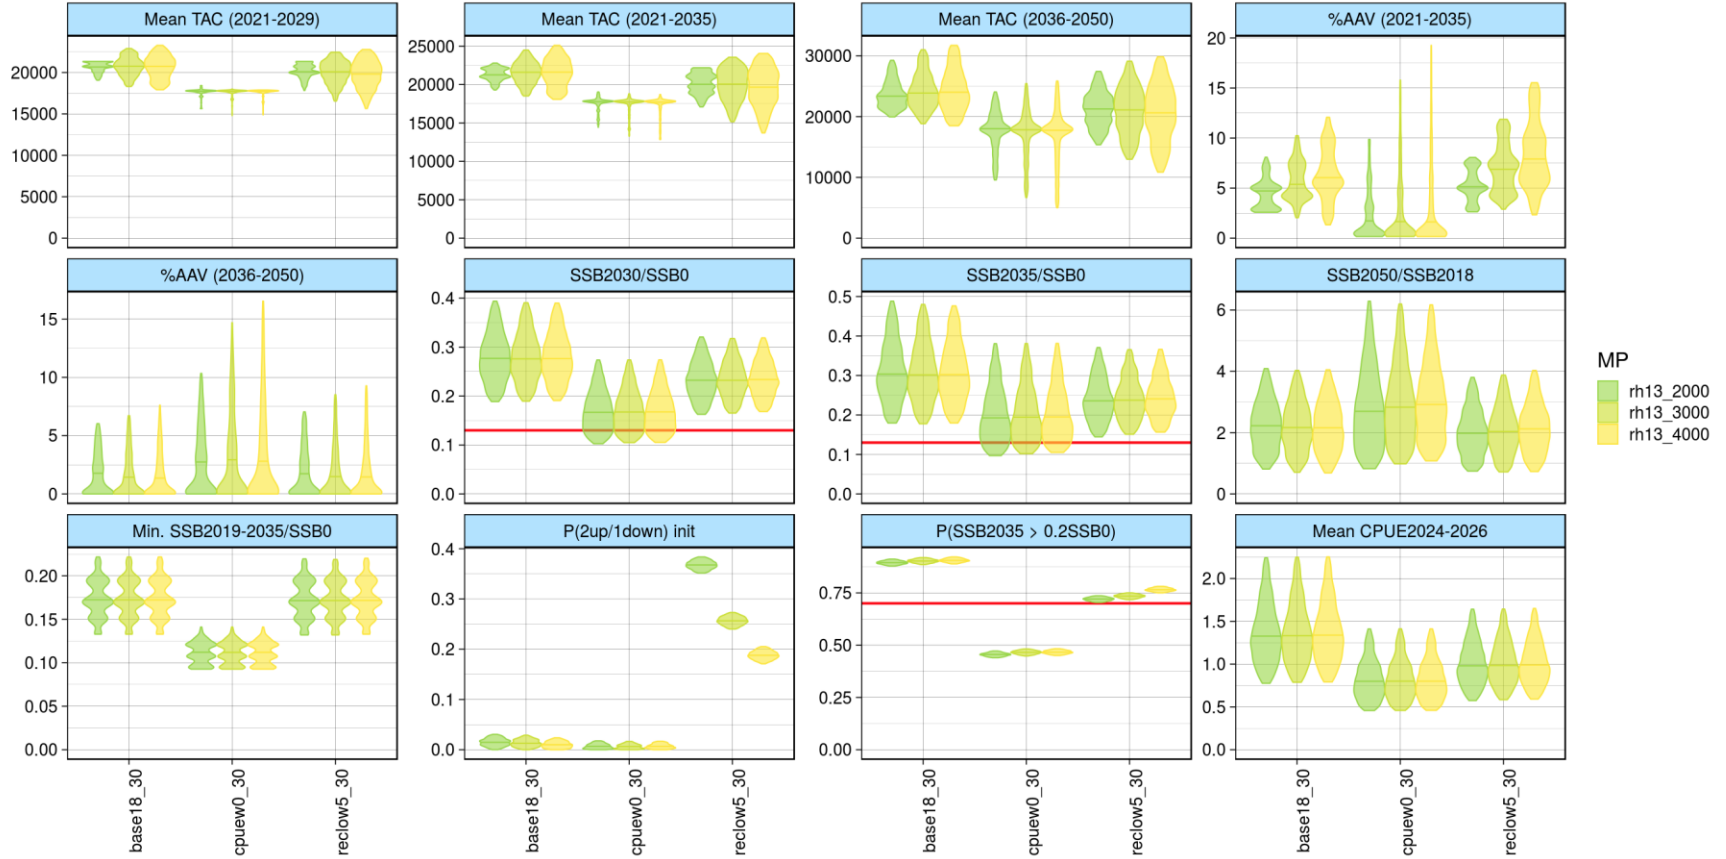 Mean TAC (2021-2029)
Mean TAC (2021-2035)
Mean TAC (2036-2050)
%AAV (2021-2035)
20000
15000
10000
5000
0
25000
20000
15000
10000
5000
0
30000
20000
10000
0
20
15
10
5
0
%AAV (2036-2050)
SSB2030/SSB0
SSB2035/SSB0
SSB2050/SSB2018
15
10
5
0
0.4
0.3
0.2
0.1
0.0
0.5
0.4
0.3
0.2
0.1
0.0
6
4
2
0
MP
rh13_2000
rh13_3000
rh13_4000
Min. SSB2019-2035/SSB0
P(2up/1down) init
P(SSB2035 > 0.2SSB0)
Mean CPUE2024-2026
0.20
0.15
0.10
0.05
0.00
0.4
0.3
0.2
0.1
0.0
0.75
0.50
0.25
0.00
2.0
1.5
1.0
0.5
0.0
base18_30
cpuew0_30
reclow5_30
base18_30
cpuew0_30
reclow5_30
base18_30
cpuew0_30
reclow5_30
base18_30
cpuew0_30
reclow5_30